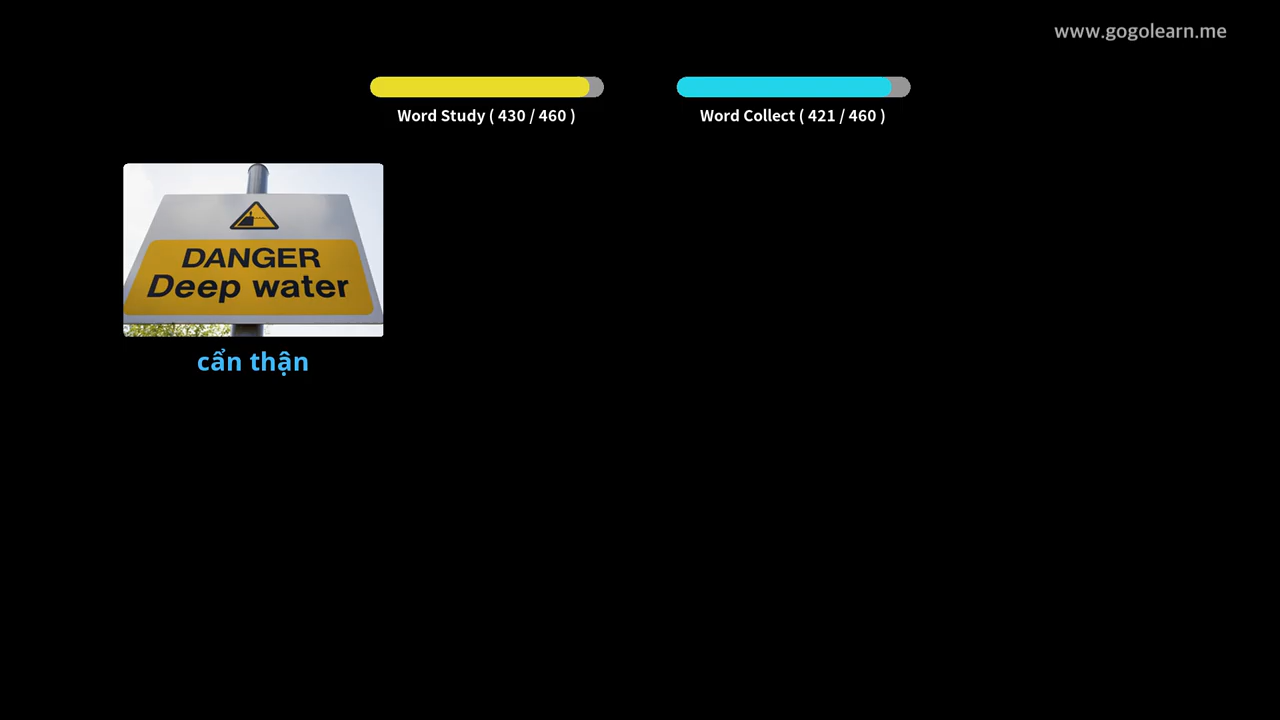 www.gogolearn.me
Word Study ( 430 / 460 )
Word Collect ( 421 / 460 )
DANGER
Deep water
cẩn thận